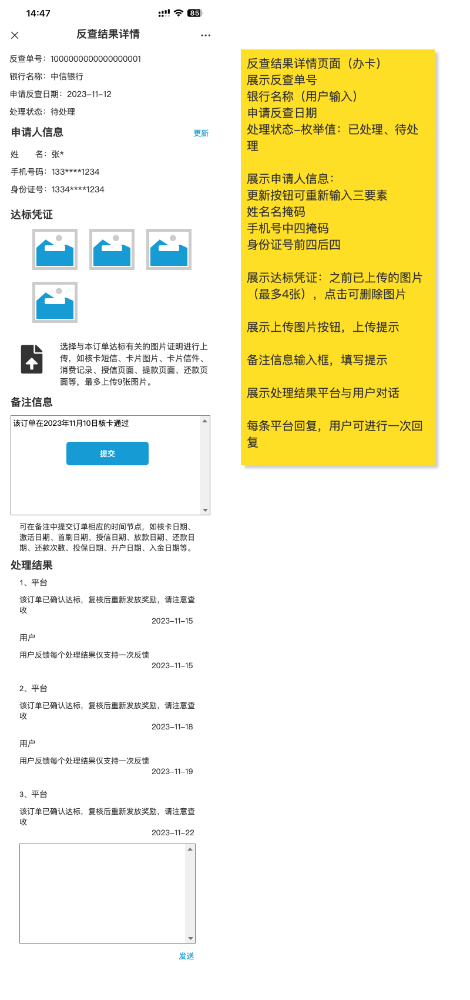 14:47
85
反查结果详情
反查单号：1000000000000000001
银行名称：中信银行
申请反查日期：2023-11-12
处理状态：待处理
申请人信息
更新
姓　　名：张*
手机号码：133****1234
身份证号：1334****1234
达标凭证
选择与本订单达标有关的图片证明进行上
传，如核卡短信、卡片图片、卡片信件、
消费记录、授信页面、提款页面、还款页
面等，最多上传9张图片。
备注信息
该订单在2023年11月10日核卡通过
提交
可在备注中提交订单相应的时间节点，如核卡日期、
激活日期、首刷日期、授信日期、放款日期、还款日
期、还款次数、投保日期、开户日期、入金日期等。
处理结果
1、平台
该订单已确认达标，复核后重新发放奖励，请注意查
收
2023-11-15
用户
用户反馈每个处理结果仅支持一次反馈
2023-11-15
2、平台
该订单已确认达标，复核后重新发放奖励，请注意查
收
2023-11-18
用户
用户反馈每个处理结果仅支持一次反馈
2023-11-19
3、平台
该订单已确认达标，复核后重新发放奖励，请注意查
收
2023-11-22
发送
反查结果详情页面（办卡）
展示反查单号
银行名称（用户输入）
申请反查日期
处理状态-枚举值：已处理、待处
理
展示申请人信息：
更新按钮可重新输入三要素
姓名名掩码
手机号中四掩码
身份证号前四后四
展示达标凭证：之前已上传的图片
（最多4张），点击可删除图片
展示上传图片按钮，上传提示
备注信息输入框，填写提示
展示处理结果平台与用户对话
每条平台回复，用户可进行一次回
复